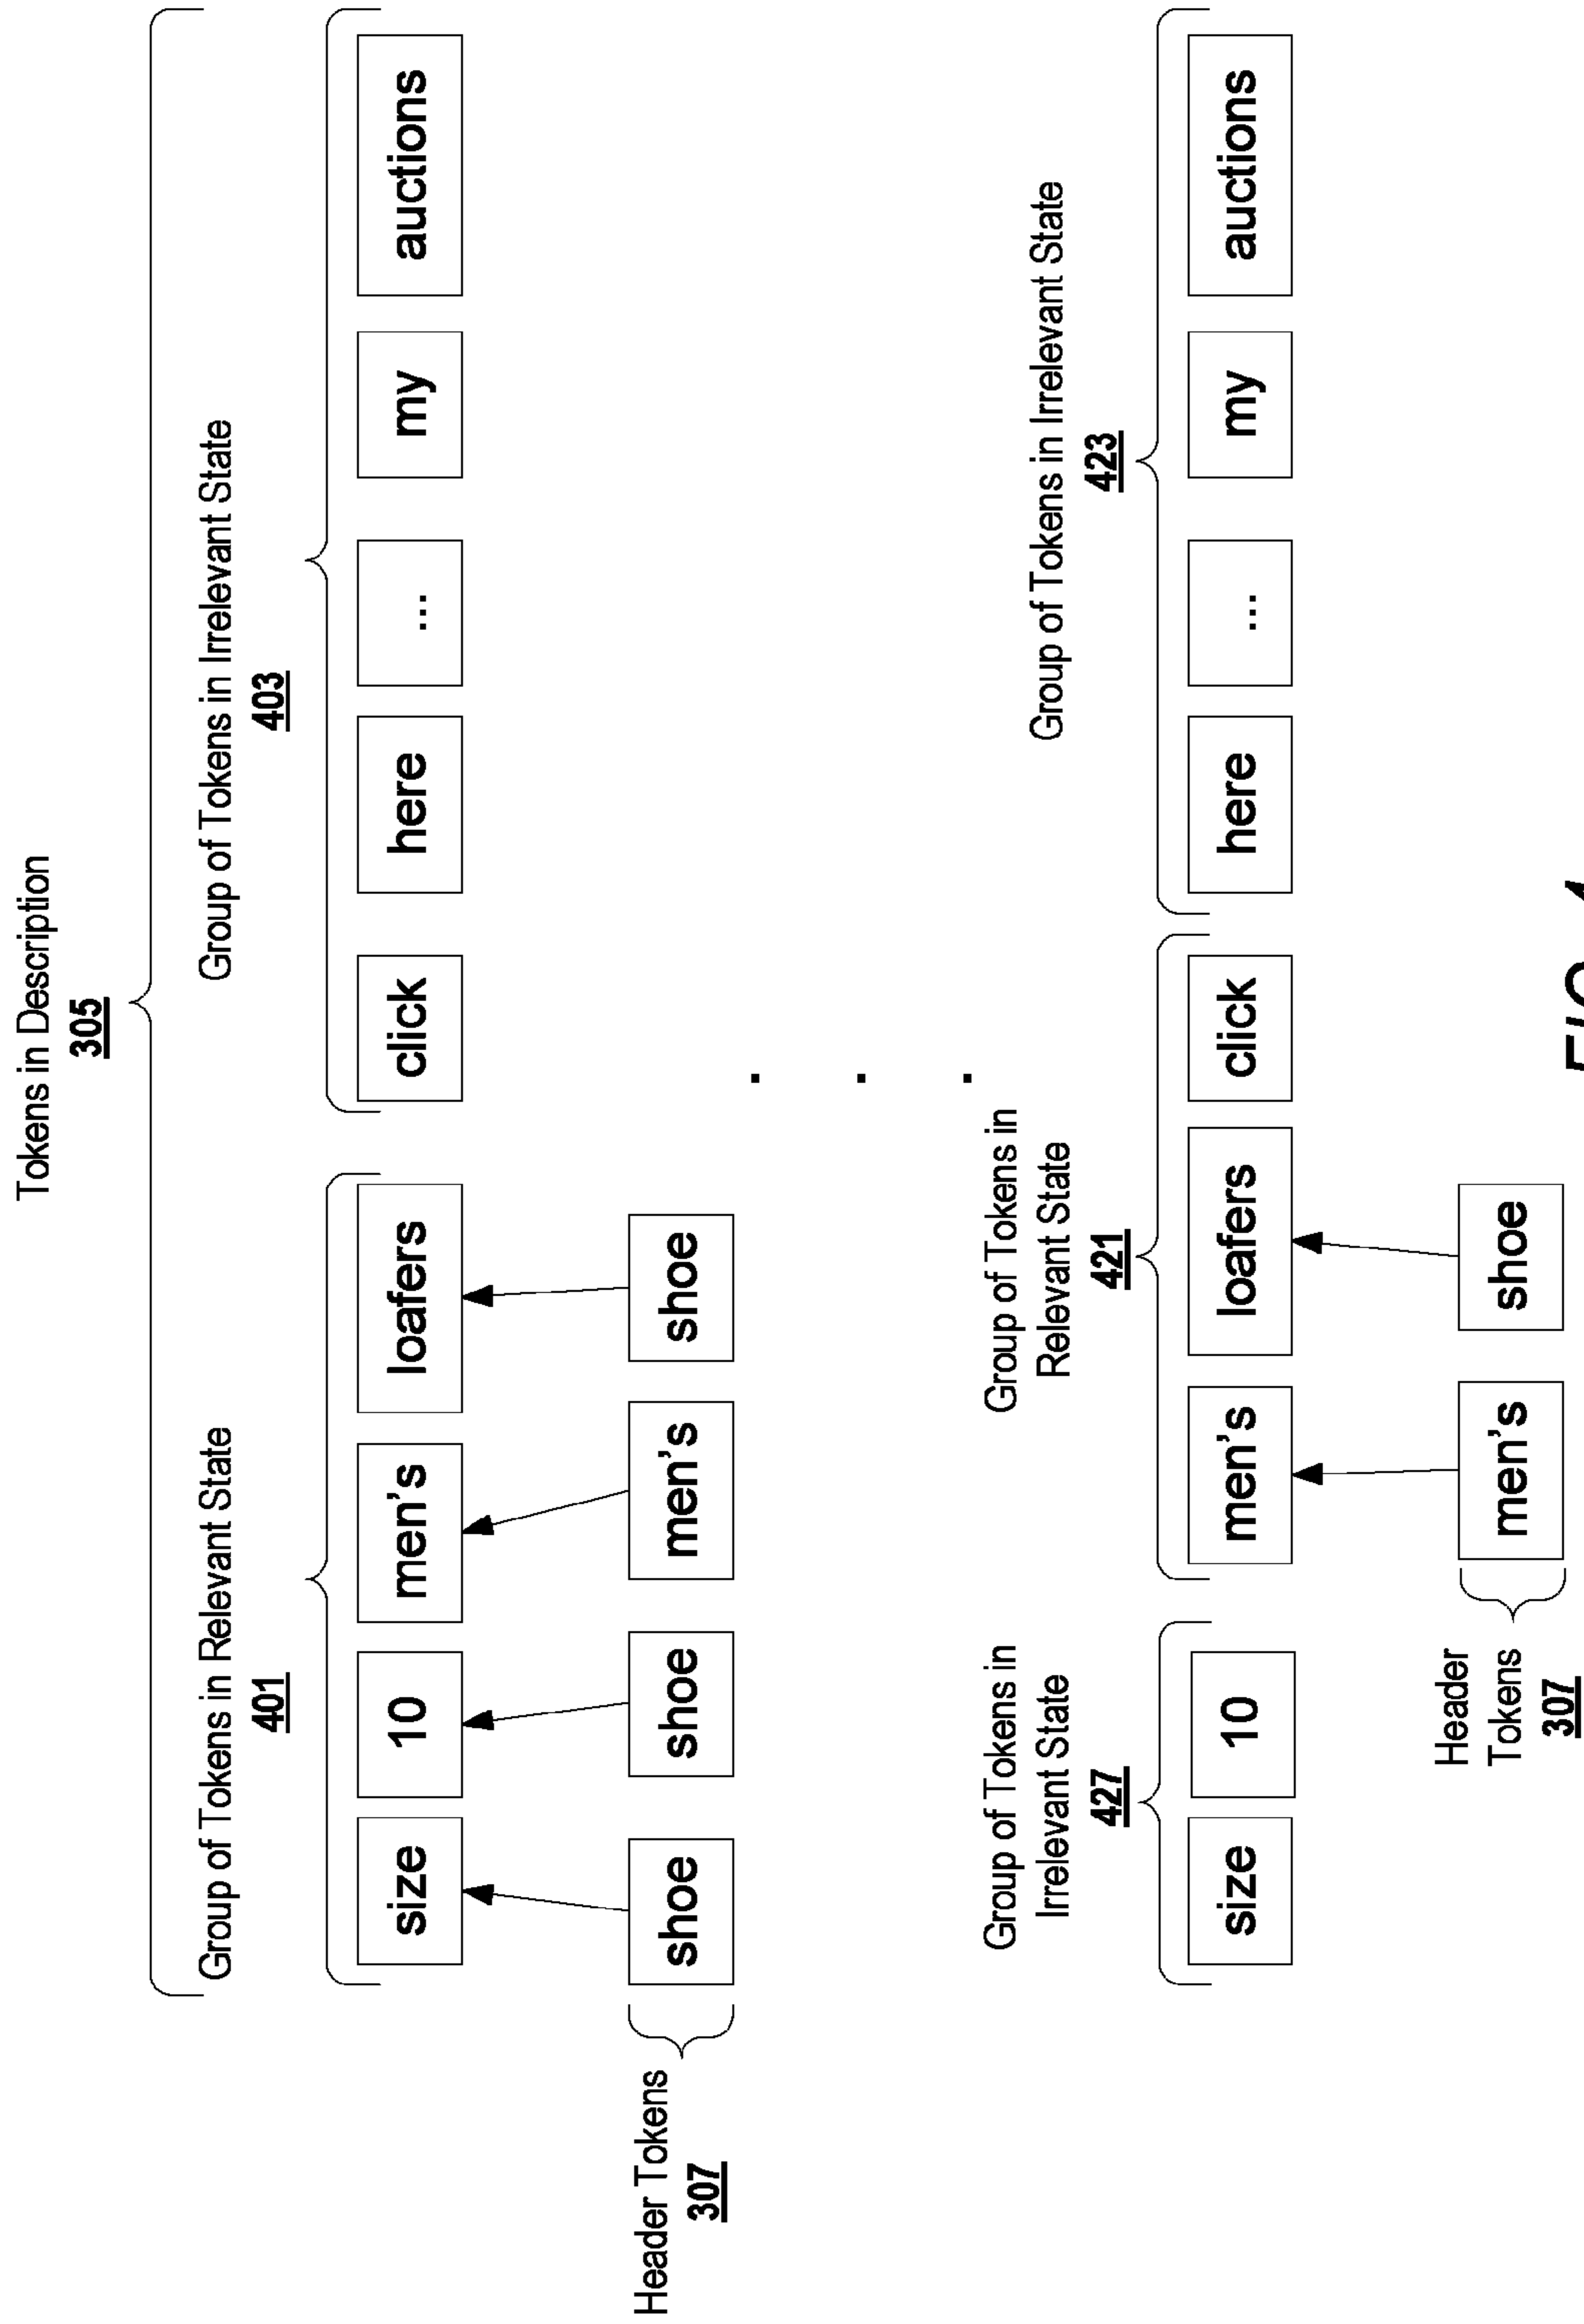 Tokens in Description
305
Group of Tokens in Relevant State
401
Group of Tokens in Irrelevant State
403
size 10 men's loafers click here ... my auctions
Header Tokens
307
shoe shoe men's shoe
.
.
.
Group of Tokens in
Irrelevant State
427
Group of Tokens in
Relevant State
421
Group of Tokens in Irrelevant State
423
size 10 men's loafers click here ... my auctions
Header
Tokens
307
men's shoe